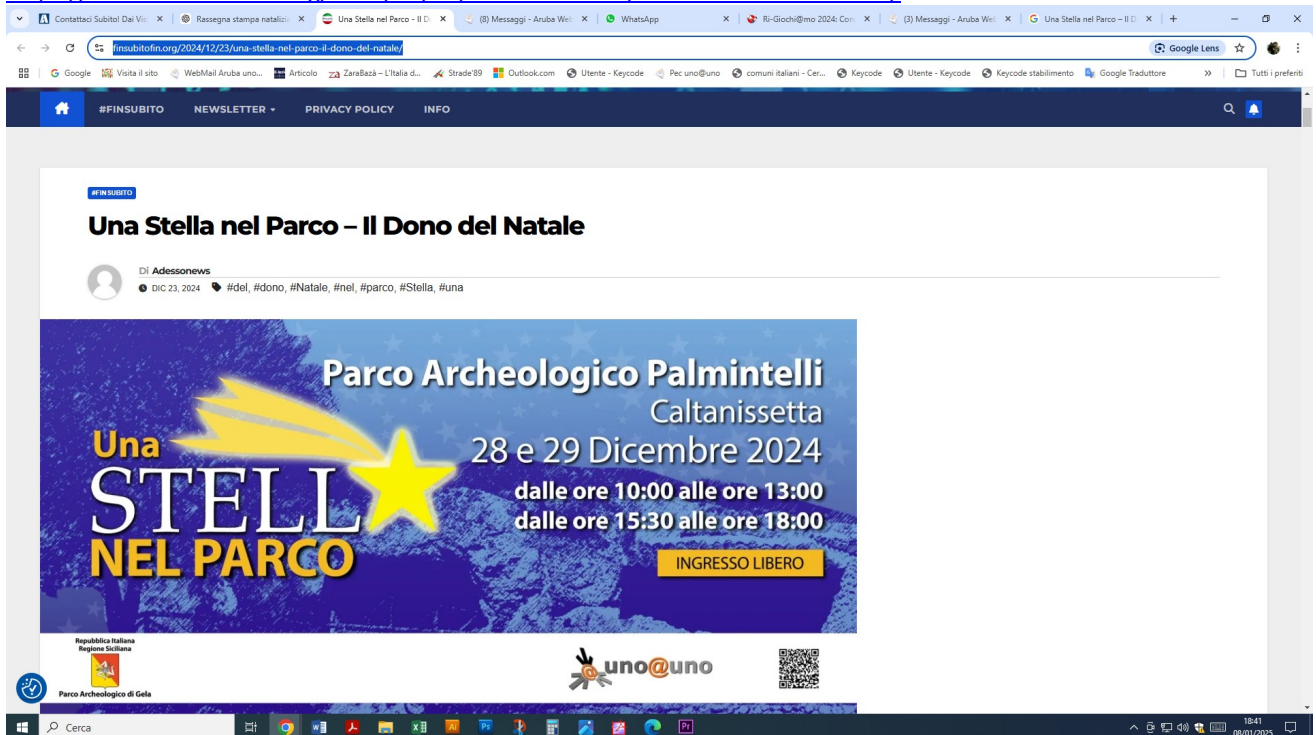 Contattaci Subito! Dai Vic
Rassegna stampa natalizia
Una Stella nel Parco - Il D
(8) Messaggi - Aruba Web
WhatsApp
Ri-Giochi@mo 2024: Con
(3) Messaggi - Aruba Web
Una Stella nel Parco – Il D
finsubitofin.org/2024/12/23/una-stella-nel-parco-il-dono-del-natale/
Google Lens
Google
Visita il sito
WebMail Aruba uno...
Articolo
ZaraBazà – L'Italia d...
Strade'89
Outlook.com
Utente - Keycode
Pec uno@uno
comuni italiani - Cer...
Keycode
Utente - Keycode
Keycode stabilimento
Google Traduttore
»
Tutti i preferiti
#FINSUBITO
NEWSLETTER
PRIVACY POLICY
INFO
#FINSUBITO
Una Stella nel Parco – Il Dono del Natale
Di Adessonews
DIC 23, 2024 #del, #dono, #Natale, #nel, #parco, #Stella, #una
Parco Archeologico Palmintelli
Caltanissetta
28 e 29 Dicembre 2024
dalle ore 10:00 alle ore 13:00
dalle ore 15:30 alle ore 18:00
INGRESSO LIBERO
Una
STELLA
NEL PARCO
Repubblica Italiana
Regione Siciliana
Parco Archeologico di Gela
uno@uno
Cerca
18:41
08/01/2025